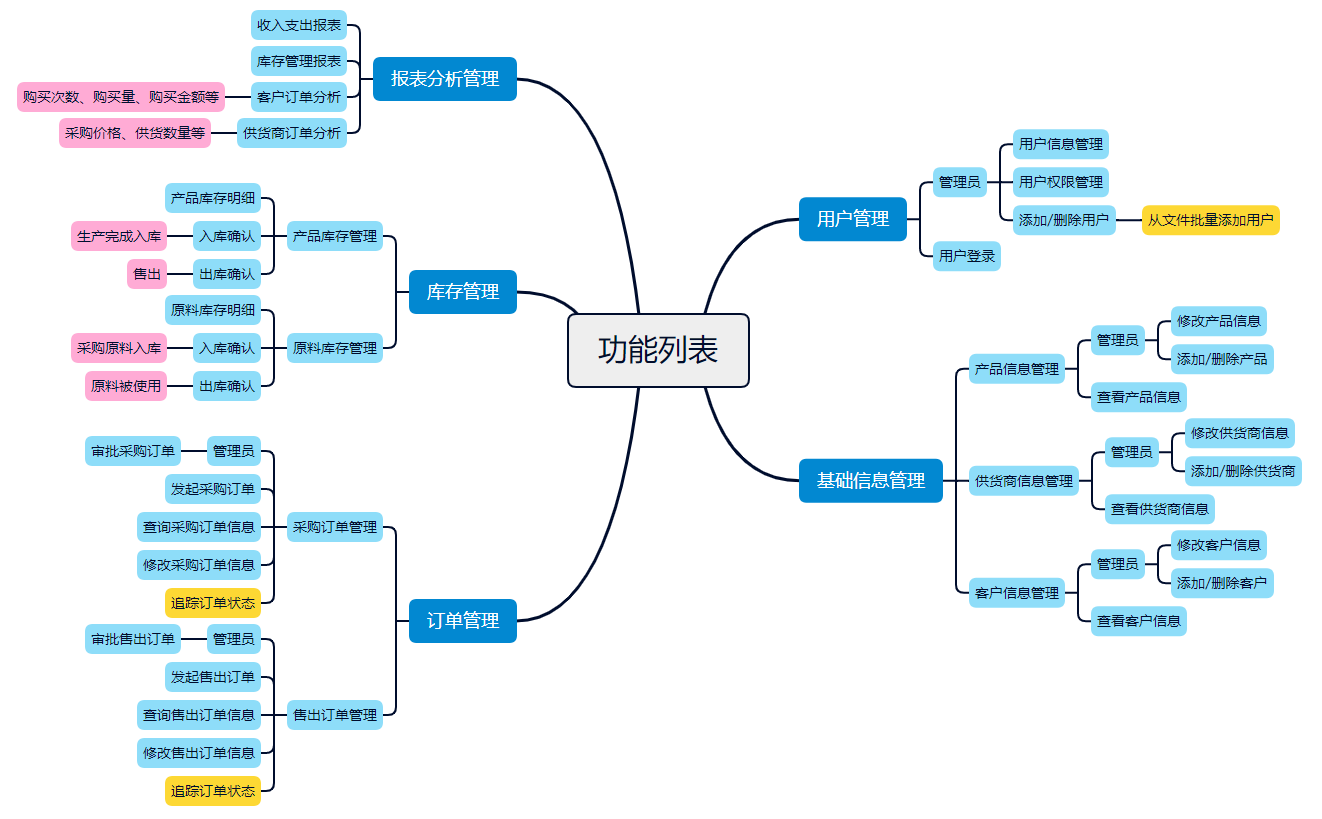 功能列表
用户管理
管理员
用户信息管理
用户权限管理
添加/删除用户
从文件批量添加用户
用户登录
基础信息管理
产品信息管理
管理员
修改产品信息
添加/删除产品
查看产品信息
供货商信息管理
管理员
修改供货商信息
添加/删除供货商
查看供货商信息
客户信息管理
管理员
修改客户信息
添加/删除客户
查看客户信息
报表分析管理
收入支出报表
库存管理报表
客户订单分析
购买次数、购买量、购买金额等
供货商订单分析
采购价格、供货数量等
库存管理
产品库存管理
产品库存明细
入库确认
生产完成入库
出库确认
售出
原料库存管理
原料库存明细
入库确认
采购原料入库
出库确认
原料被使用
订单管理
采购订单管理
管理员
审批采购订单
发起采购订单
查询采购订单信息
修改采购订单信息
追踪订单状态
售出订单管理
管理员
审批售出订单
发起售出订单
查询售出订单信息
修改售出订单信息
追踪订单状态